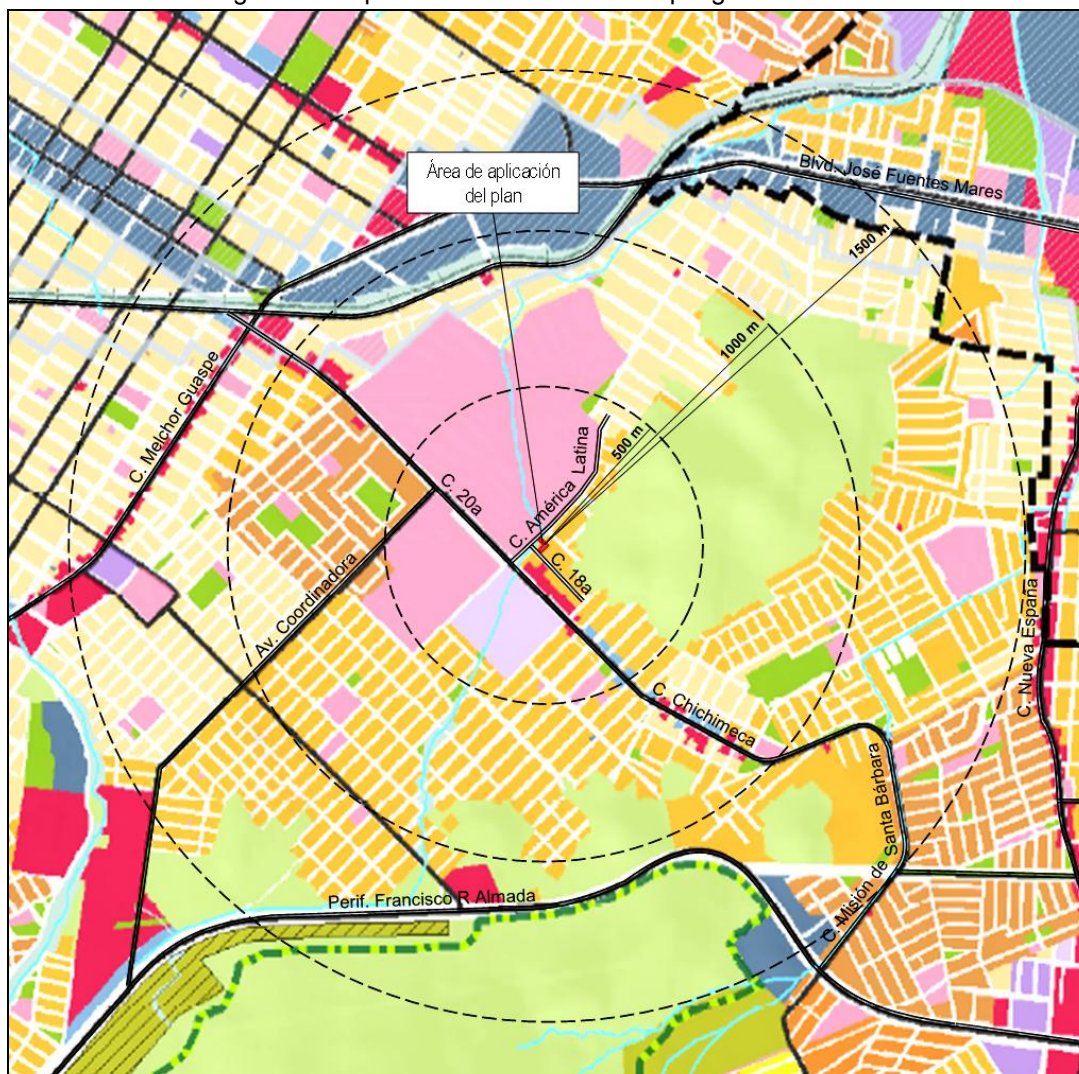 Área de aplicación
del plan
Blvd. José Fuentes Mares
1500 m
1000 m
500 m
C. Melchor Guaspe
C. América Latina
C. 20a
C. 18a
Av. Coordinadora
C. Nueva España
C. Chichimeca
C. Misión de Santa Bárbara
Perif. Francisco R Almada